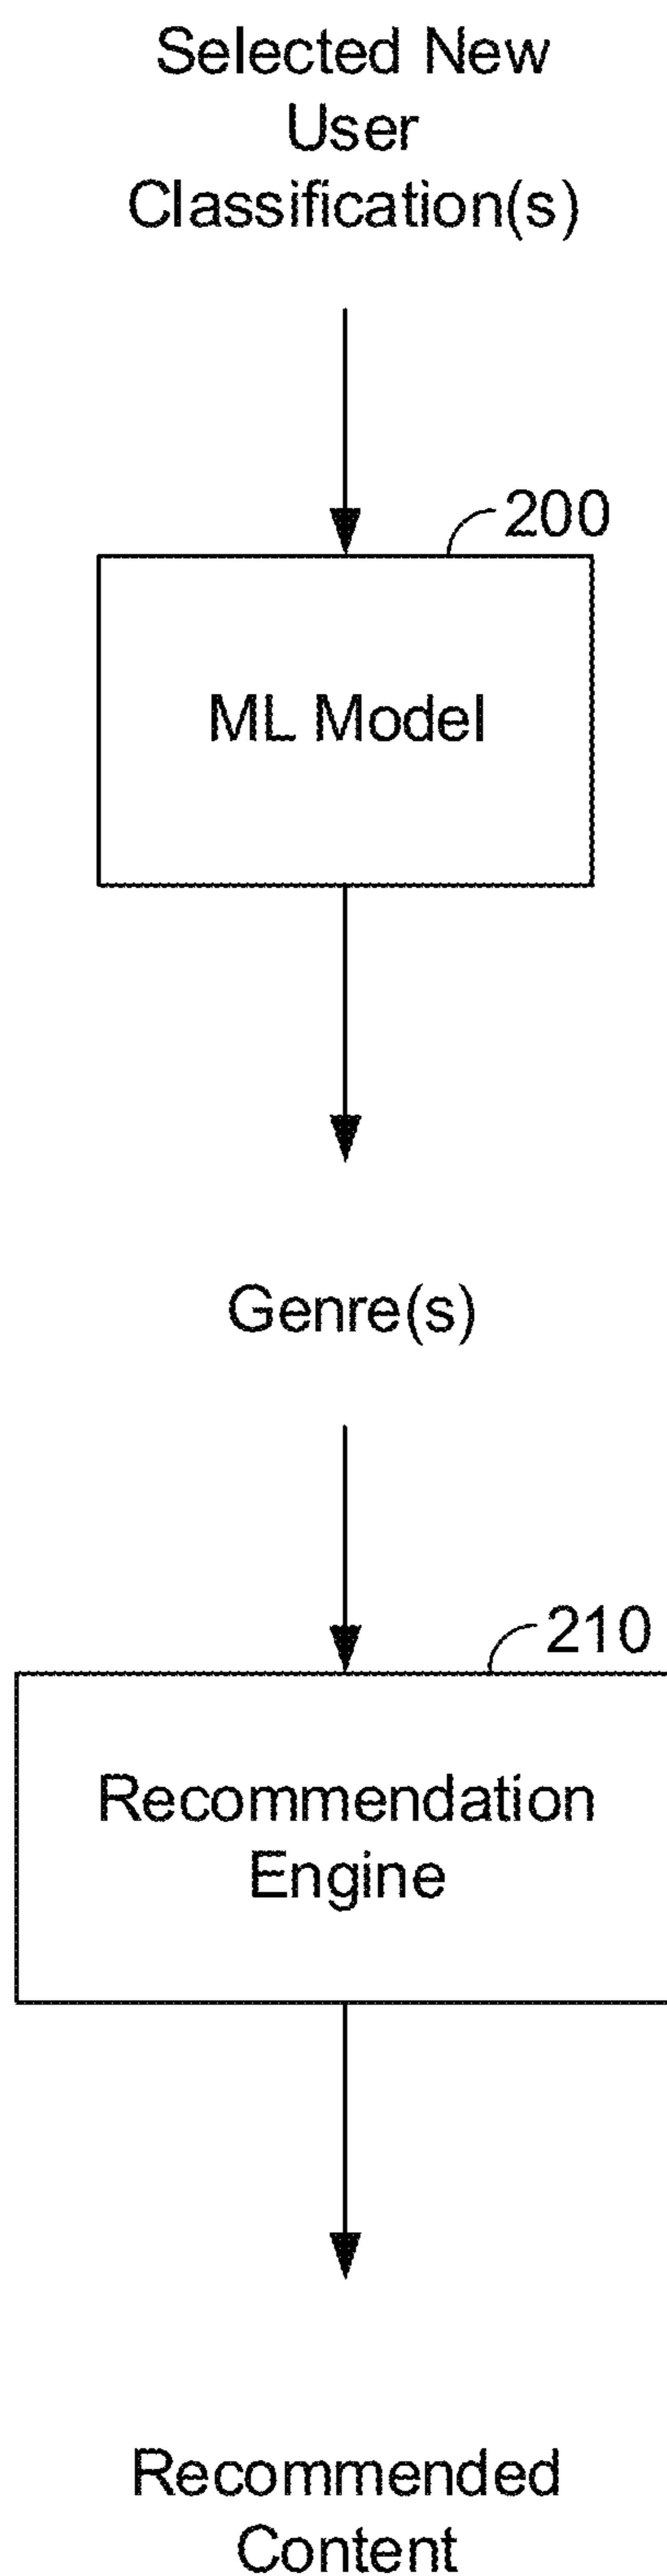 Selected New
User
Classification(s)
200
ML Model
Genre(s)
210
Recommendation
Engine
Recommended
Content